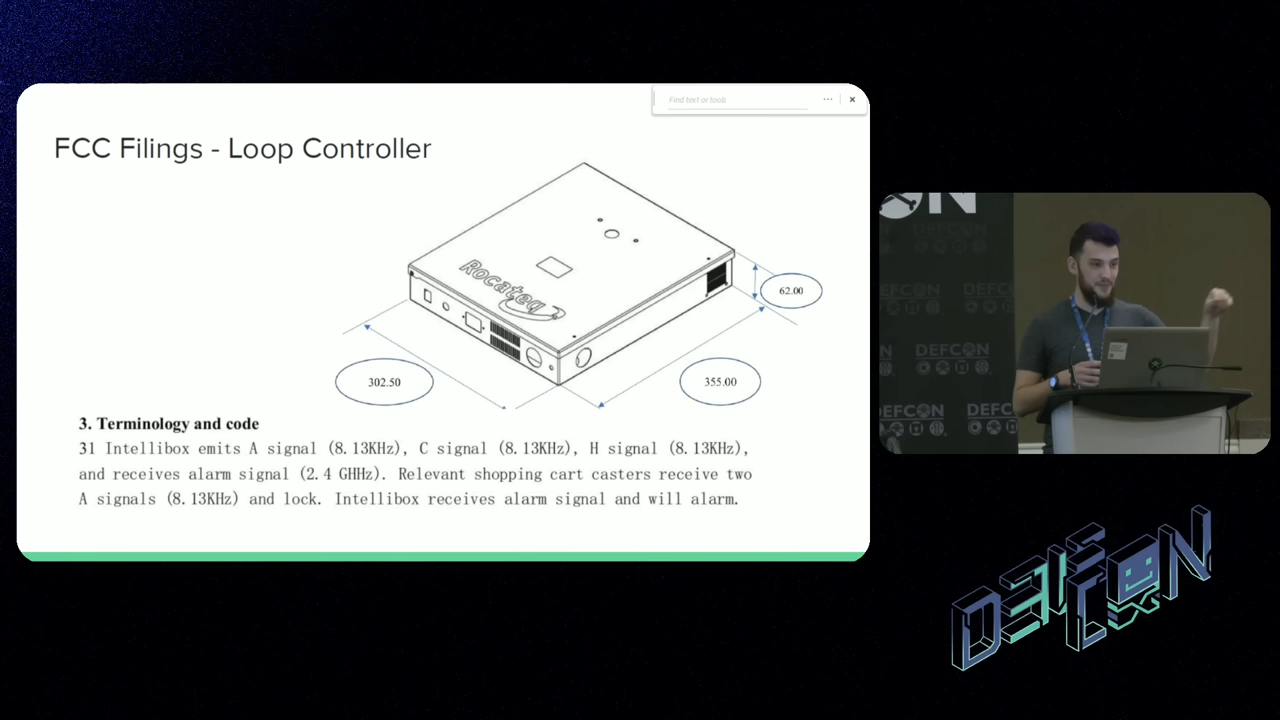 Find text or tools
FCC Filings - Loop Controller
Rocateq
62.00
302.50
355.00
3. Terminology and code
31 Intellibox emits A signal (8.13KHz), C signal (8.13KHz), H signal (8.13KHz),
and receives alarm signal (2.4 GHHz). Relevant shopping cart casters receive two
A signals (8.13KHz) and lock. Intellibox receives alarm signal and will alarm.
DEFCON
DEFCON
DEFC
DEFCON